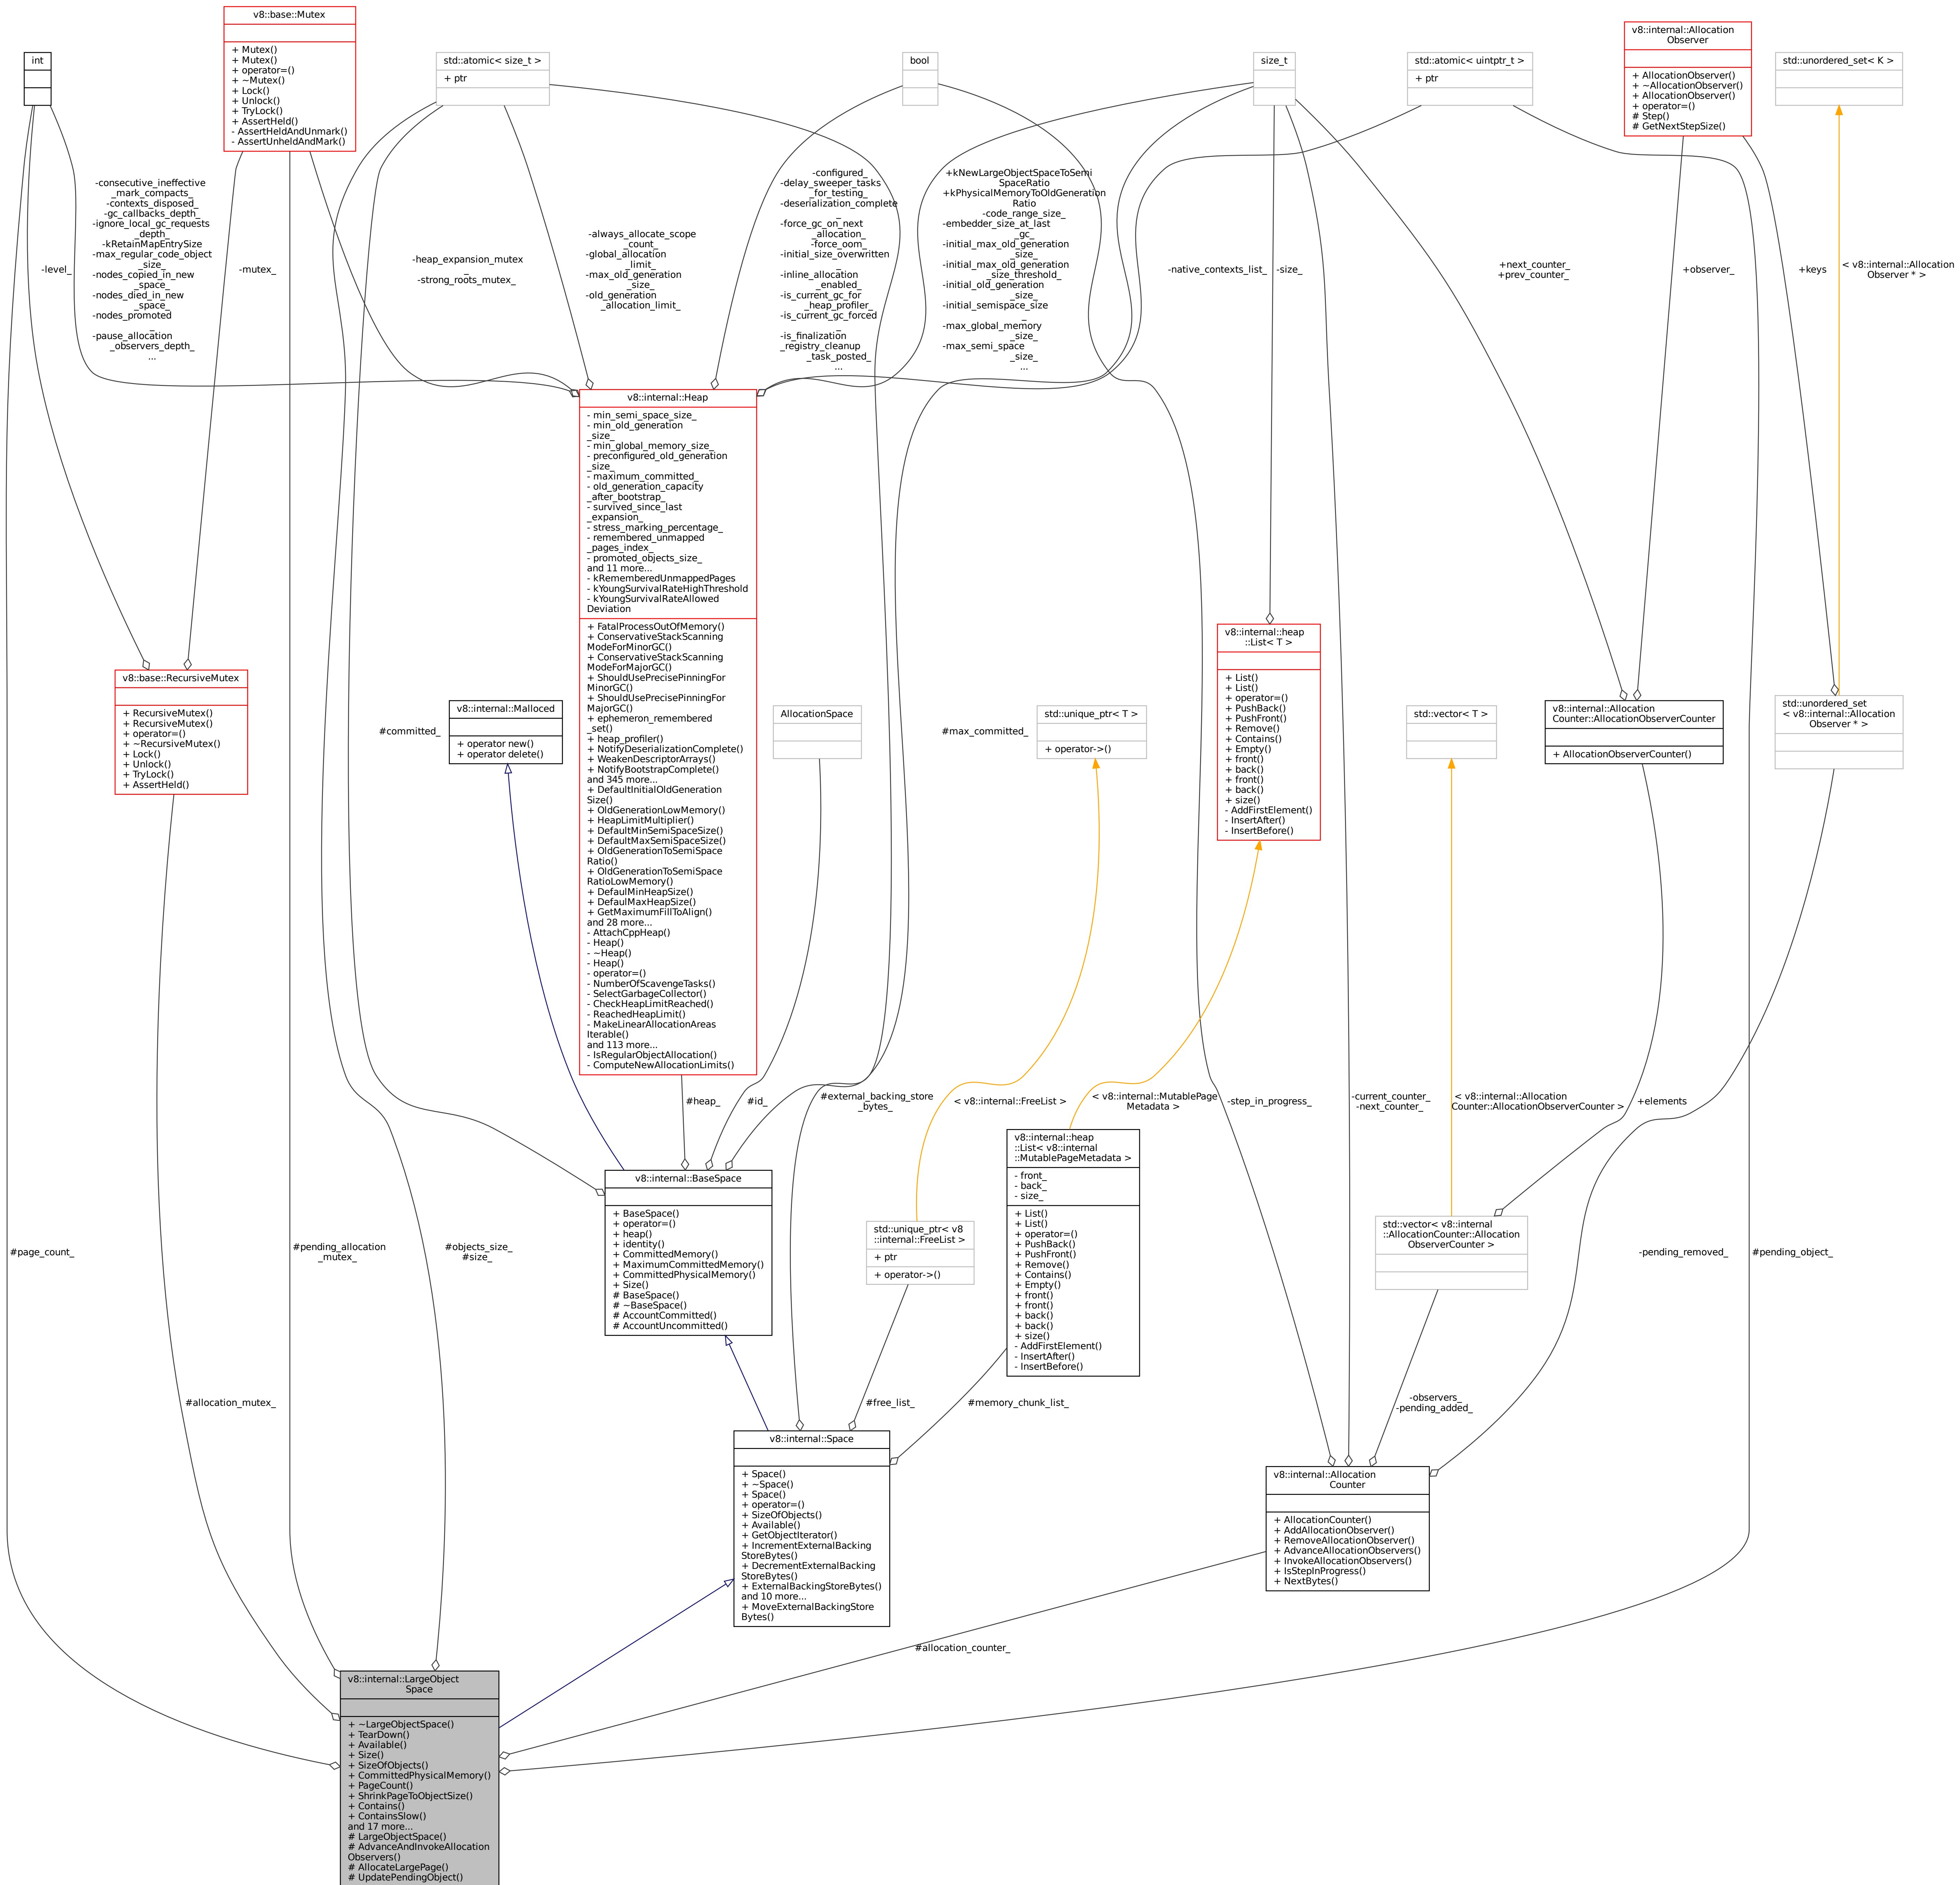 v8::base::Mutex
+ Mutex()
+ Mutex()
+ operator=()
+ ~Mutex()
+ Lock()
+ Unlock()
+ TryLock()
+ AssertHeld()
- AssertHeldAndUnmark()
- AssertUnheldAndMark()
int
std::atomic< size_t >
+ ptr
bool
size_t
std::atomic< uintptr_t >
+ ptr
v8::internal::Allocation
Observer
+ AllocationObserver()
+ ~AllocationObserver()
+ AllocationObserver()
+ operator=()
# Step()
# GetNextStepSize()
std::unordered_set< K >
-level_
-consecutive_ineffective
_mark_compacts_
-contexts_disposed_
-gc_callbacks_depth_
-ignore_local_gc_requests
_depth_
-kRetainMapEntrySize
-max_regular_code_object
_size_
-nodes_copied_in_new
_space_
-nodes_died_in_new
_space_
-nodes_promoted
_
-pause_allocation
_observers_depth_
...
-mutex_
-heap_expansion_mutex
_
-strong_roots_mutex_
-always_allocate_scope
_count_
-global_allocation
_limit_
-max_old_generation
_size_
-old_generation
_allocation_limit_
-configured_
-delay_sweeper_tasks
_for_testing_
-deserialization_complete
_
-force_gc_on_next
_allocation_
-force_oom_
-initial_size_overwritten
_
-inline_allocation
_enabled_
-is_current_gc_for
_heap_profiler_
-is_current_gc_forced
_
-is_finalization
_registry_cleanup
_task_posted_
...
+kNewLargeObjectSpaceToSemi
SpaceRatio
+kPhysicalMemoryToOldGeneration
Ratio
-code_range_size_
-embedder_size_at_last
_gc_
-initial_max_old_generation
_size_
-initial_max_old_generation
_size_threshold_
-initial_old_generation
_size_
-initial_semispace_size
_
-max_global_memory
_size_
-max_semi_space
_size_
...
-native_contexts_list_
-size_
+next_counter_
+prev_counter_
+observer_
+keys
< v8::internal::Allocation
Observer * >
v8::internal::Heap
- min_semi_space_size_
- min_old_generation
_size_
- min_global_memory_size_
- preconfigured_old_generation
_size_
- maximum_committed_
- old_generation_capacity
_after_bootstrap_
- survived_since_last
_expansion_
- stress_marking_percentage_
- remembered_unmapped
_pages_index_
- promoted_objects_size_
and 11 more...
- kRememberedUnmappedPages
- kYoungSurvivalRateHighThreshold
- kYoungSurvivalRateAllowed
Deviation
+ FatalProcessOutOfMemory()
+ ConservativeStackScanning
ModeForMinorGC()
+ ConservativeStackScanning
ModeForMajorGC()
+ ShouldUsePrecisePinningFor
MinorGC()
+ ShouldUsePrecisePinningFor
MajorGC()
+ ephemeron_remembered
_set()
+ heap_profiler()
+ NotifyDeserializationComplete()
+ WeakenDescriptorArrays()
+ NotifyBootstrapComplete()
and 345 more...
+ DefaultInitialOldGeneration
Size()
+ OldGenerationLowMemory()
+ HeapLimitMultiplier()
+ DefaultMinSemiSpaceSize()
+ DefaultMaxSemiSpaceSize()
+ OldGenerationToSemiSpace
Ratio()
+ OldGenerationToSemiSpace
RatioLowMemory()
+ DefaulMinHeapSize()
+ DefaulMaxHeapSize()
+ GetMaximumFillToAlign()
and 28 more...
- AttachCppHeap()
- Heap()
- ~Heap()
- Heap()
- operator=()
- NumberOfScavengeTasks()
- SelectGarbageCollector()
- CheckHeapLimitReached()
- ReachedHeapLimit()
- MakeLinearAllocationAreas
Iterable()
and 113 more...
- IsRegularObjectAllocation()
- ComputeNewAllocationLimits()
v8::internal::heap
::List< T >
+ List()
+ List()
+ operator=()
+ PushBack()
+ PushFront()
+ Remove()
+ Contains()
+ Empty()
+ front()
+ back()
+ front()
+ back()
+ size()
- AddFirstElement()
- InsertAfter()
- InsertBefore()
v8::base::RecursiveMutex
+ RecursiveMutex()
+ RecursiveMutex()
+ operator=()
+ ~RecursiveMutex()
+ Lock()
+ Unlock()
+ TryLock()
+ AssertHeld()
#committed_
v8::internal::Malloced
+ operator new()
+ operator delete()
AllocationSpace
#max_committed_
std::unique_ptr< T >
+ operator->()
std::vector< T >
v8::internal::Allocation
Counter::AllocationObserverCounter
+ AllocationObserverCounter()
std::unordered_set
< v8::internal::Allocation
Observer * >
#heap_
#id_
#external_backing_store
_bytes_
< v8::internal::FreeList >
< v8::internal::MutablePage
Metadata >
-step_in_progress_
-current_counter_
-next_counter_
< v8::internal::Allocation
Counter::AllocationObserverCounter >
+elements
v8::internal::heap
::List< v8::internal
::MutablePageMetadata >
- front_
- back_
- size_
+ List()
+ List()
+ operator=()
+ PushBack()
+ PushFront()
+ Remove()
+ Contains()
+ Empty()
+ front()
+ front()
+ back()
+ back()
+ size()
- AddFirstElement()
- InsertAfter()
- InsertBefore()
v8::internal::BaseSpace
+ BaseSpace()
+ operator=()
+ heap()
+ identity()
+ CommittedMemory()
+ MaximumCommittedMemory()
+ CommittedPhysicalMemory()
+ Size()
# BaseSpace()
# ~BaseSpace()
# AccountCommitted()
# AccountUncommitted()
std::unique_ptr< v8
::internal::FreeList >
+ ptr
+ operator->()
std::vector< v8::internal
::AllocationCounter::Allocation
ObserverCounter >
#page_count_
#pending_allocation
_mutex_
#objects_size_
#size_
-pending_removed_
#pending_object_
#allocation_mutex_
#free_list_
#memory_chunk_list_
-observers_
-pending_added_
v8::internal::Space
+ Space()
+ ~Space()
+ Space()
+ operator=()
+ SizeOfObjects()
+ Available()
+ GetObjectIterator()
+ IncrementExternalBacking
StoreBytes()
+ DecrementExternalBacking
StoreBytes()
+ ExternalBackingStoreBytes()
and 10 more...
+ MoveExternalBackingStore
Bytes()
v8::internal::Allocation
Counter
+ AllocationCounter()
+ AddAllocationObserver()
+ RemoveAllocationObserver()
+ AdvanceAllocationObservers()
+ InvokeAllocationObservers()
+ IsStepInProgress()
+ NextBytes()
#allocation_counter_
v8::internal::LargeObject
Space
+ ~LargeObjectSpace()
+ TearDown()
+ Available()
+ Size()
+ SizeOfObjects()
+ CommittedPhysicalMemory()
+ PageCount()
+ ShrinkPageToObjectSize()
+ Contains()
+ ContainsSlow()
and 17 more...
# LargeObjectSpace()
# AdvanceAndInvokeAllocation
Observers()
# AllocateLargePage()
# UpdatePendingObject()